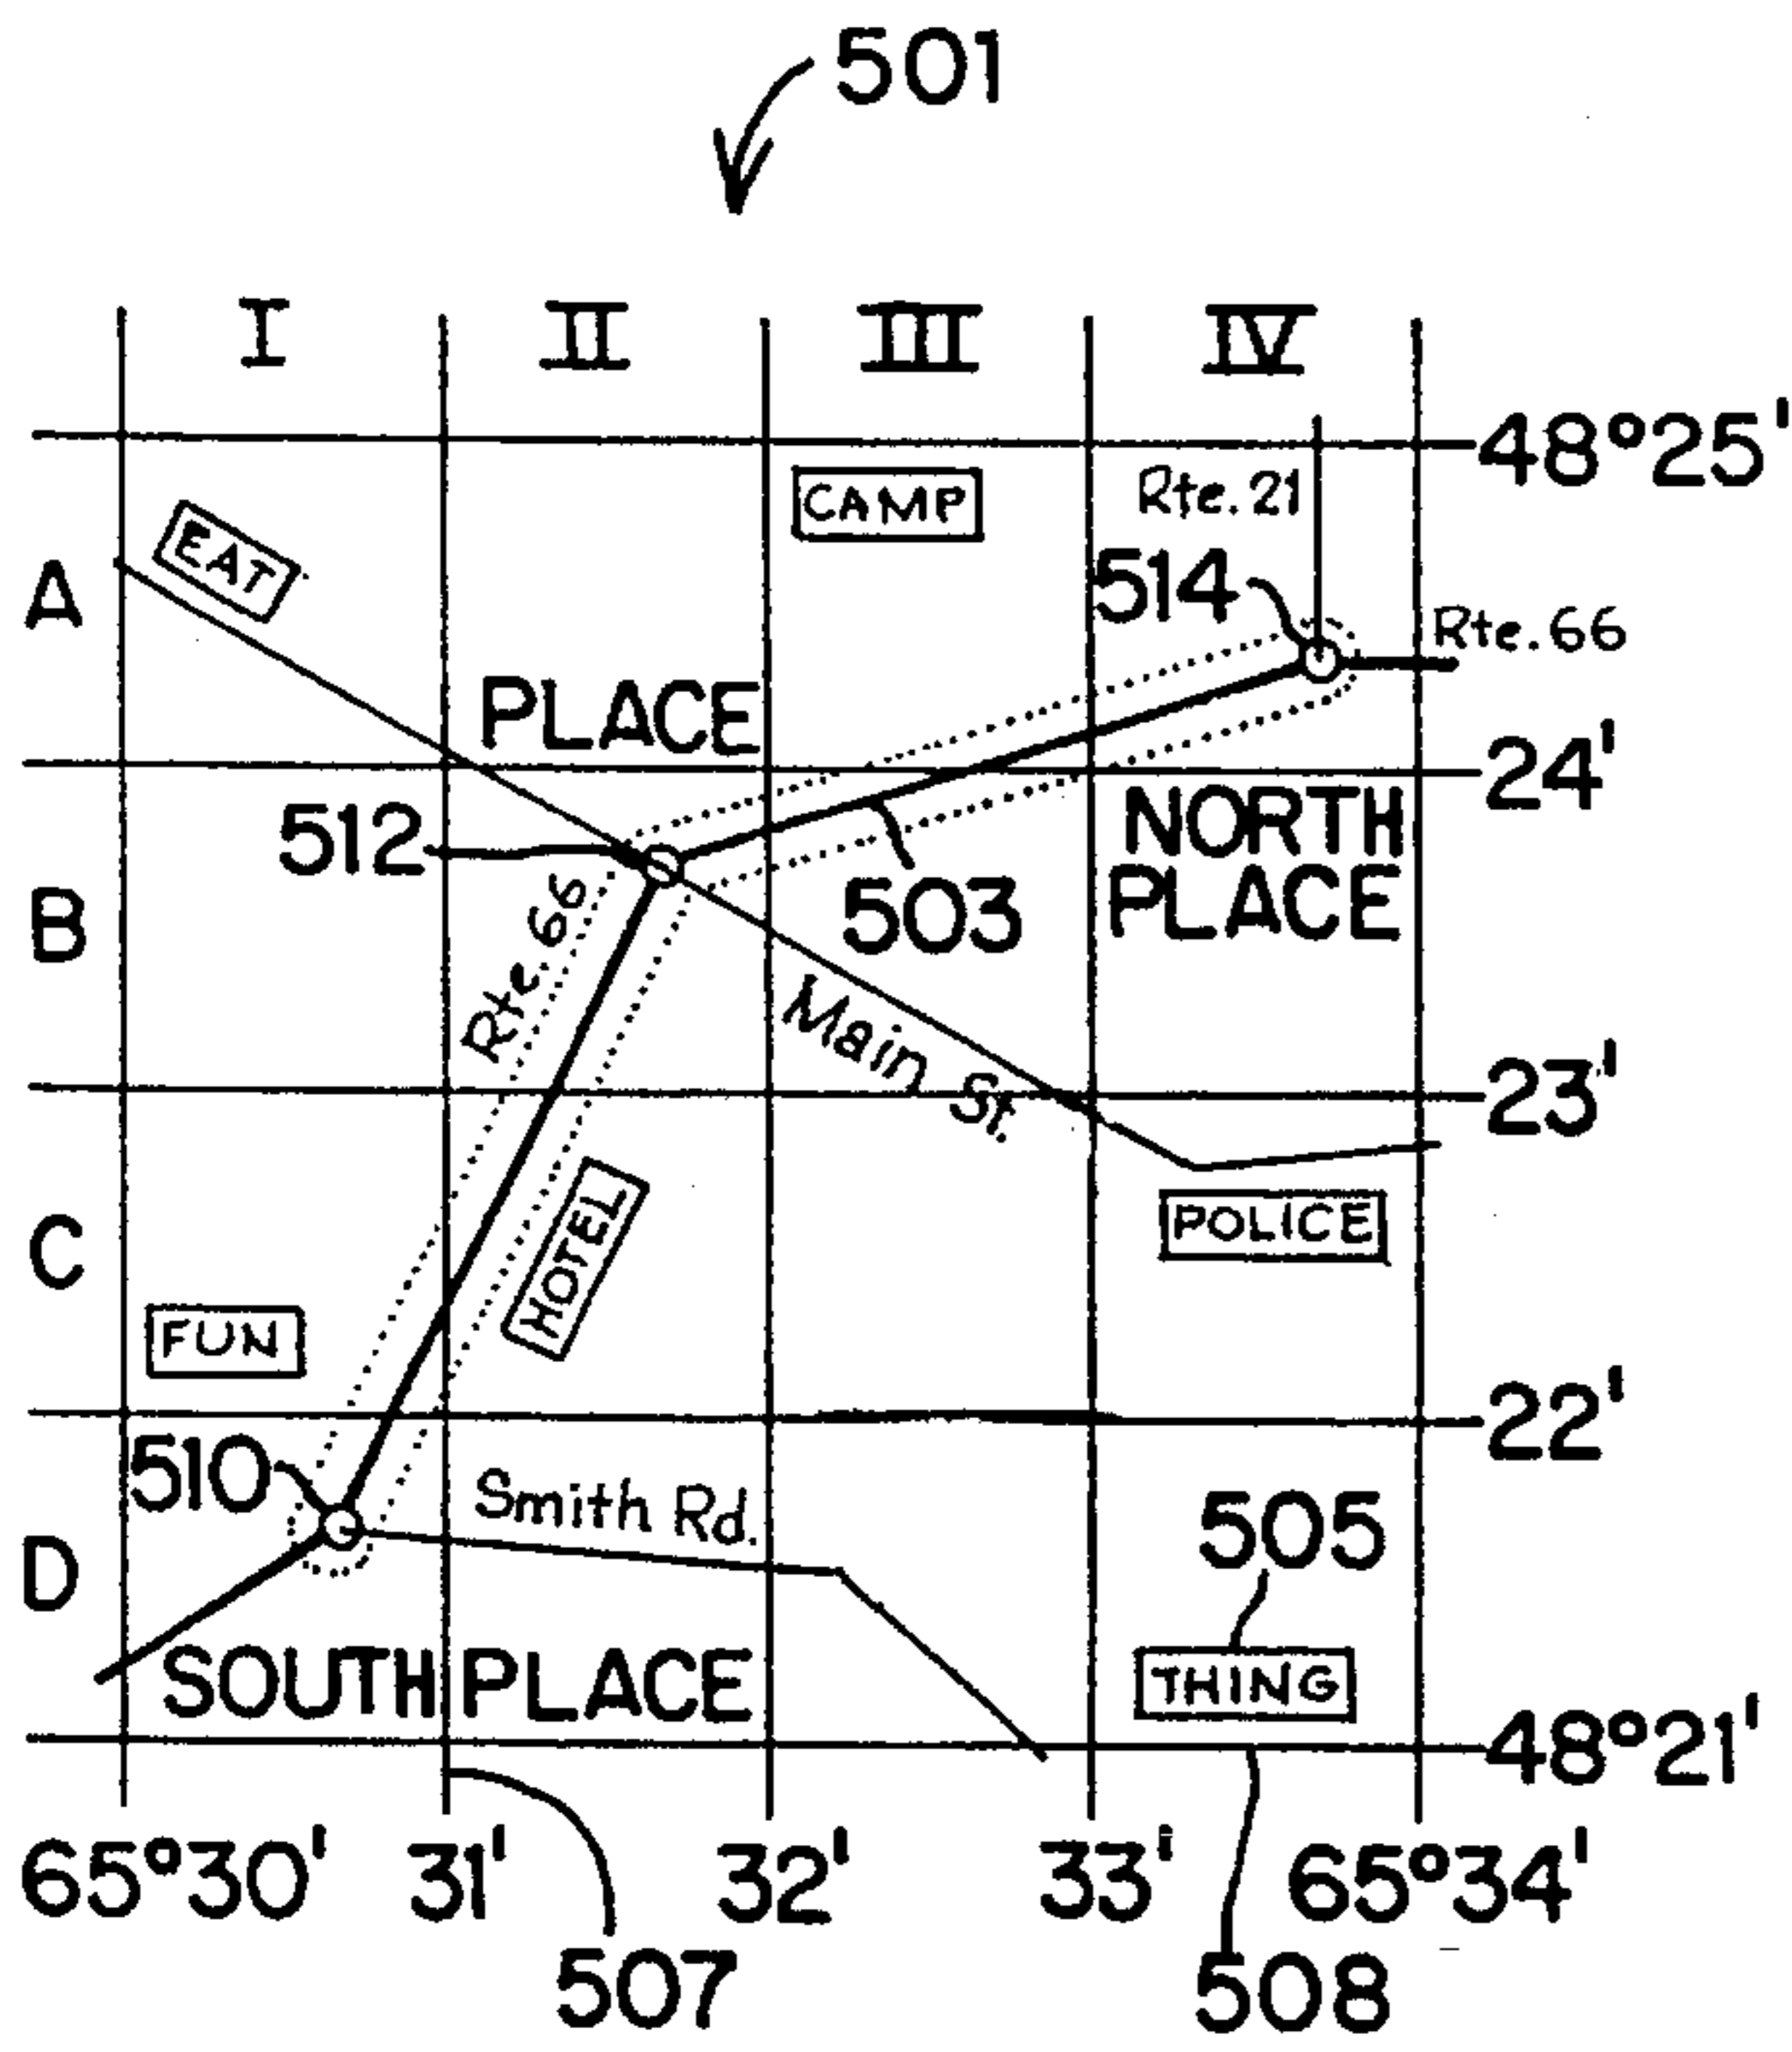 501
I II III IV
48°25'
CAMP
Rte. 21
EAT
A
514
Rte. 66
PLACE
24'
512
NORTH
PLACE
Rte. 66
503
B
Main St.
23'
HOTEL
POLICE
C
FUN
22'
510
Smith Rd.
505
D
SOUTH PLACE
THING
48°21'
65°30' 31' 32' 33' 65°34'
507
508